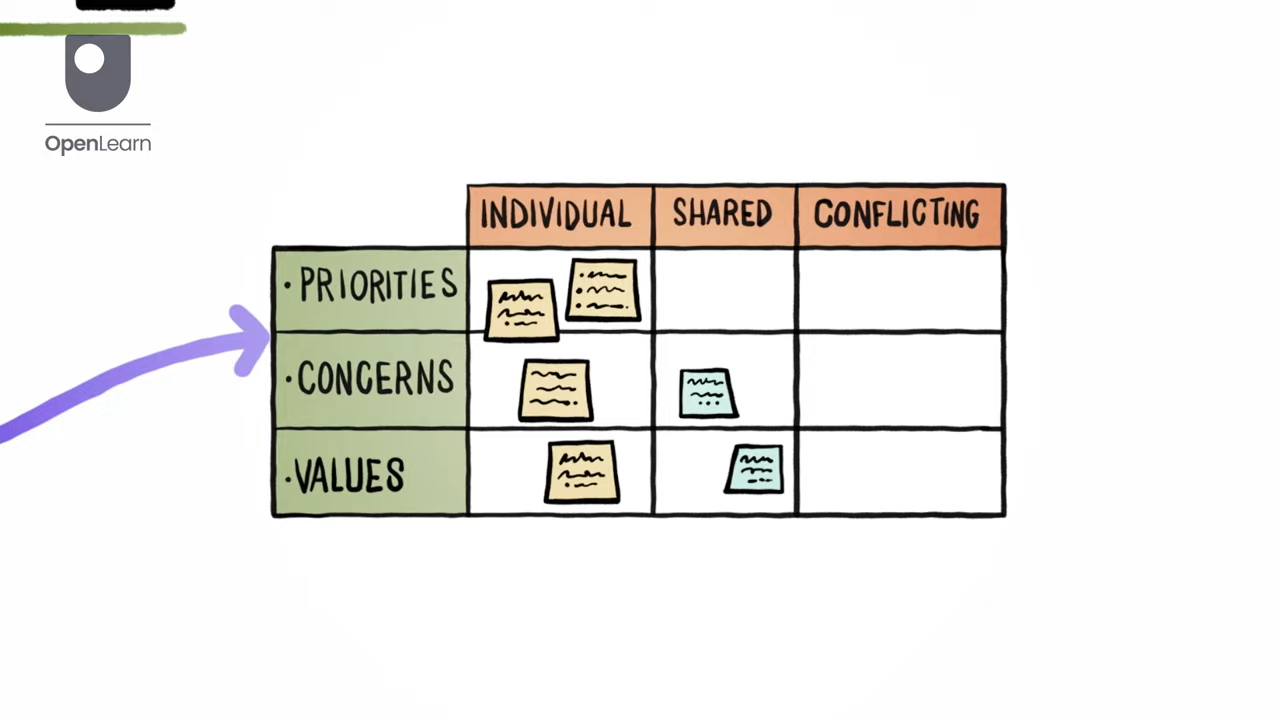 OpenLearn
INDIVIDUAL SHARED CONFLICTING
· PRIORITIES
· CONCERNS
· VALUES